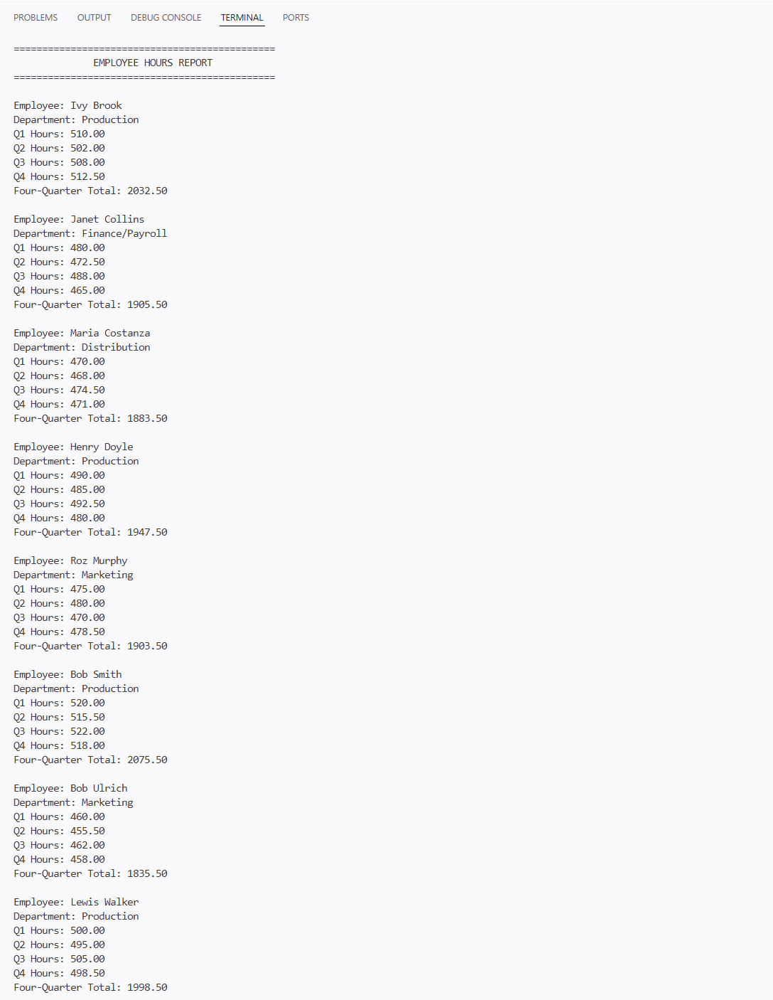 PROBLEMS OUTPUT DEBUG CONSOLE TERMINAL PORTS
==============================================
              EMPLOYEE HOURS REPORT
==============================================

Employee: Ivy Brook
Department: Production
Q1 Hours: 510.00
Q2 Hours: 502.00
Q3 Hours: 508.00
Q4 Hours: 512.50
Four-Quarter Total: 2032.50

Employee: Janet Collins
Department: Finance/Payroll
Q1 Hours: 480.00
Q2 Hours: 472.50
Q3 Hours: 488.00
Q4 Hours: 465.00
Four-Quarter Total: 1905.50

Employee: Maria Costanza
Department: Distribution
Q1 Hours: 470.00
Q2 Hours: 468.00
Q3 Hours: 474.50
Q4 Hours: 471.00
Four-Quarter Total: 1883.50

Employee: Henry Doyle
Department: Production
Q1 Hours: 490.00
Q2 Hours: 485.00
Q3 Hours: 492.50
Q4 Hours: 480.00
Four-Quarter Total: 1947.50

Employee: Roz Murphy
Department: Marketing
Q1 Hours: 475.00
Q2 Hours: 480.00
Q3 Hours: 470.00
Q4 Hours: 478.50
Four-Quarter Total: 1903.50

Employee: Bob Smith
Department: Production
Q1 Hours: 520.00
Q2 Hours: 515.50
Q3 Hours: 522.00
Q4 Hours: 518.00
Four-Quarter Total: 2075.50

Employee: Bob Ulrich
Department: Marketing
Q1 Hours: 460.00
Q2 Hours: 455.50
Q3 Hours: 462.00
Q4 Hours: 458.00
Four-Quarter Total: 1835.50

Employee: Lewis Walker
Department: Production
Q1 Hours: 500.00
Q2 Hours: 495.00
Q3 Hours: 505.00
Q4 Hours: 498.50
Four-Quarter Total: 1998.50